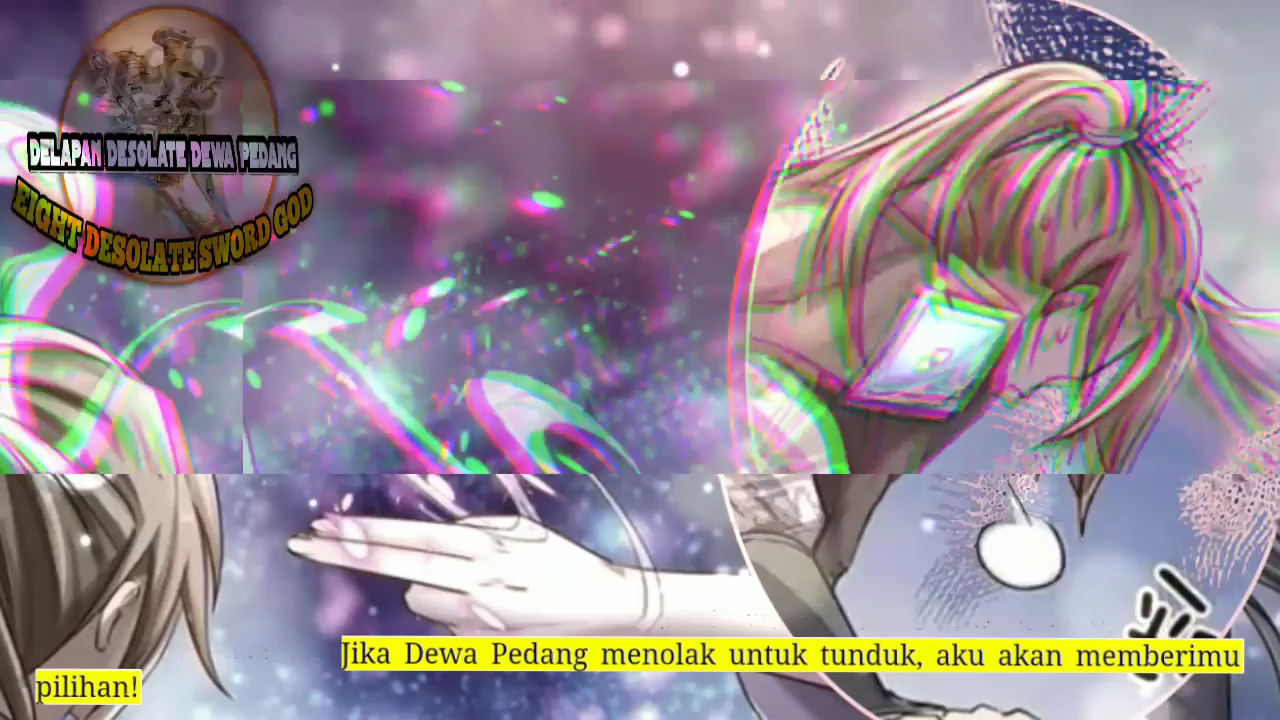 DELAPAN DESOLATE DEWA PEDANG
EIGHT DESOLATE SWORD GOD
Jika Dewa Pedang menolak untuk tunduk, aku akan memberimu
pilihan!